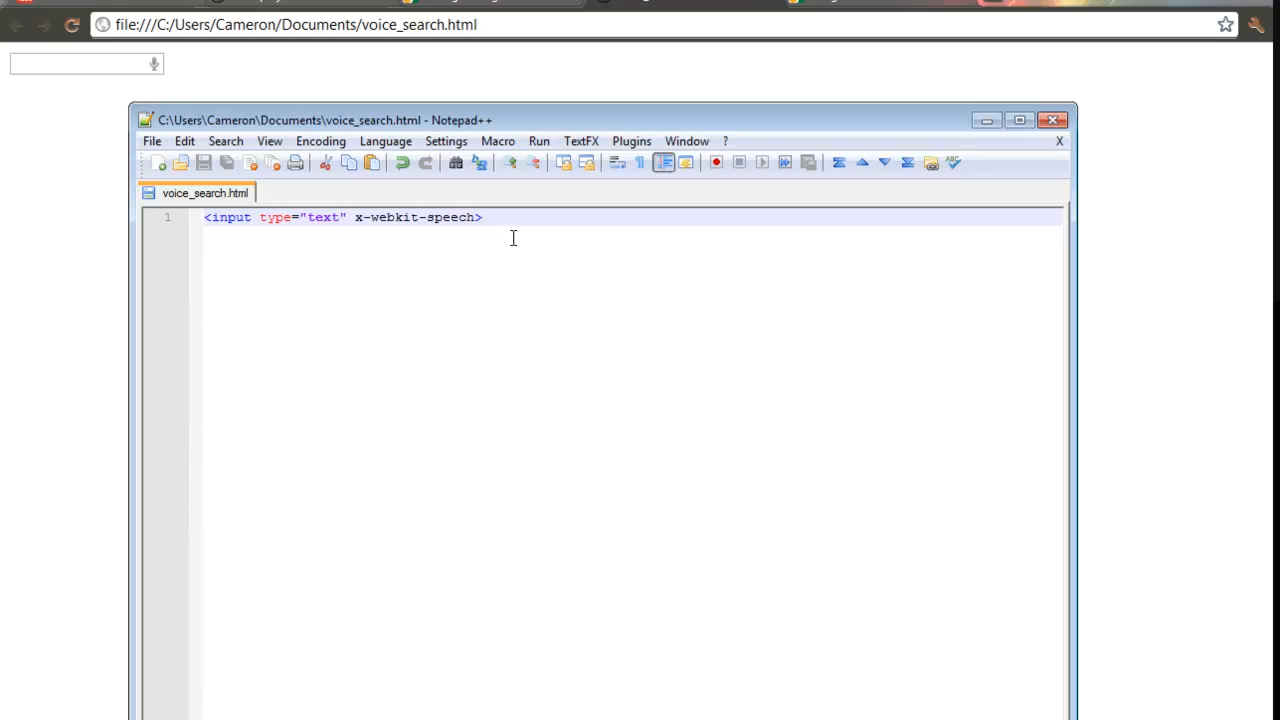 file:///C:/Users/Cameron/Documents/voice_search.html
C:\Users\Cameron\Documents\voice_search.html - Notepad++
File Edit Search View Encoding Language Settings Macro Run TextFX Plugins Window ? X
voice_search.html
1 <input type="text" x-webkit-speech>